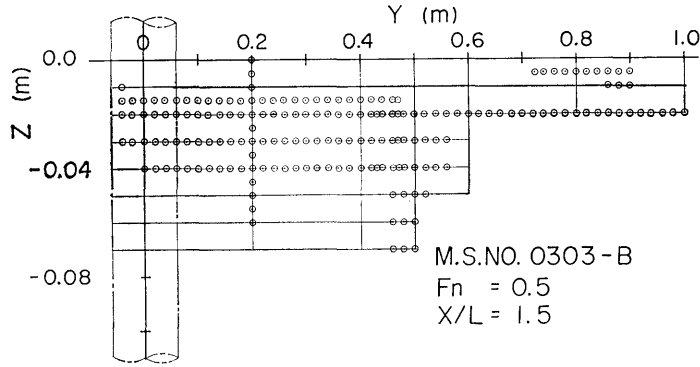 Y (m)
0 0.2 0.4 0.6 0.8 1.0
0.0
Z (m)
-0.04
-0.08
M.S.NO. 0303-B
Fn = 0.5
X/L = 1.5